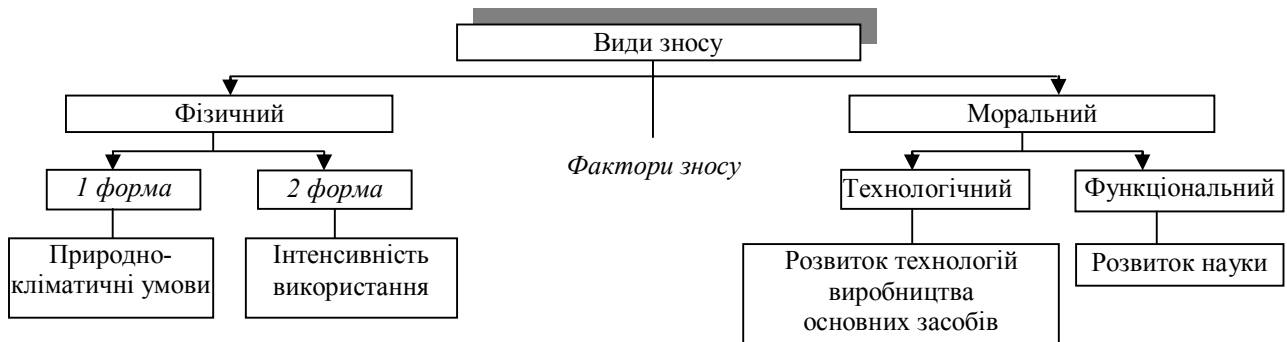 Види зносу
Фізичний
Моральний
Фактори зносу
1 форма
2 форма
Технологічний
Функціональний
Природно-
кліматичні умови
Інтенсивність
використання
Розвиток технологій
виробництва
основних засобів
Розвиток науки